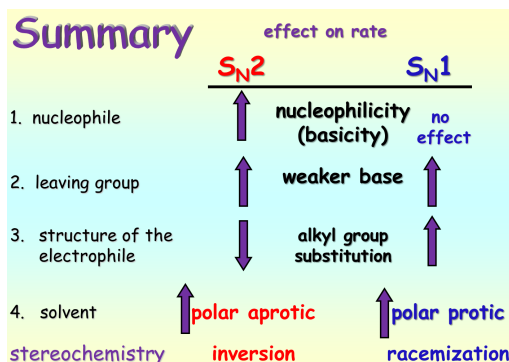 Summary
effect on rate
SN2 SN1
1. nucleophile nucleophilicity no
(basicity) effect
2. leaving group weaker base
3. structure of the alkyl group
electrophile substitution
4. solvent polar aprotic polar protic
stereochemistry inversion racemization